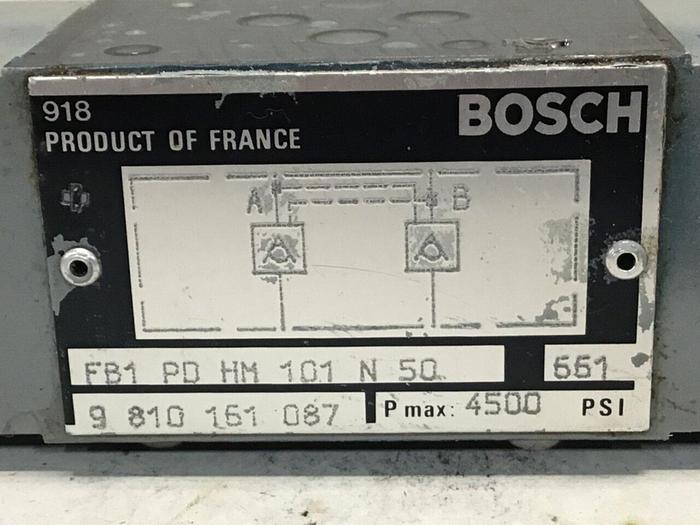 918
BOSCH
PRODUCT OF FRANCE
A B
FB1 PD HM 101 N 50 661
9 810 161 087 P max: 4500 PSI